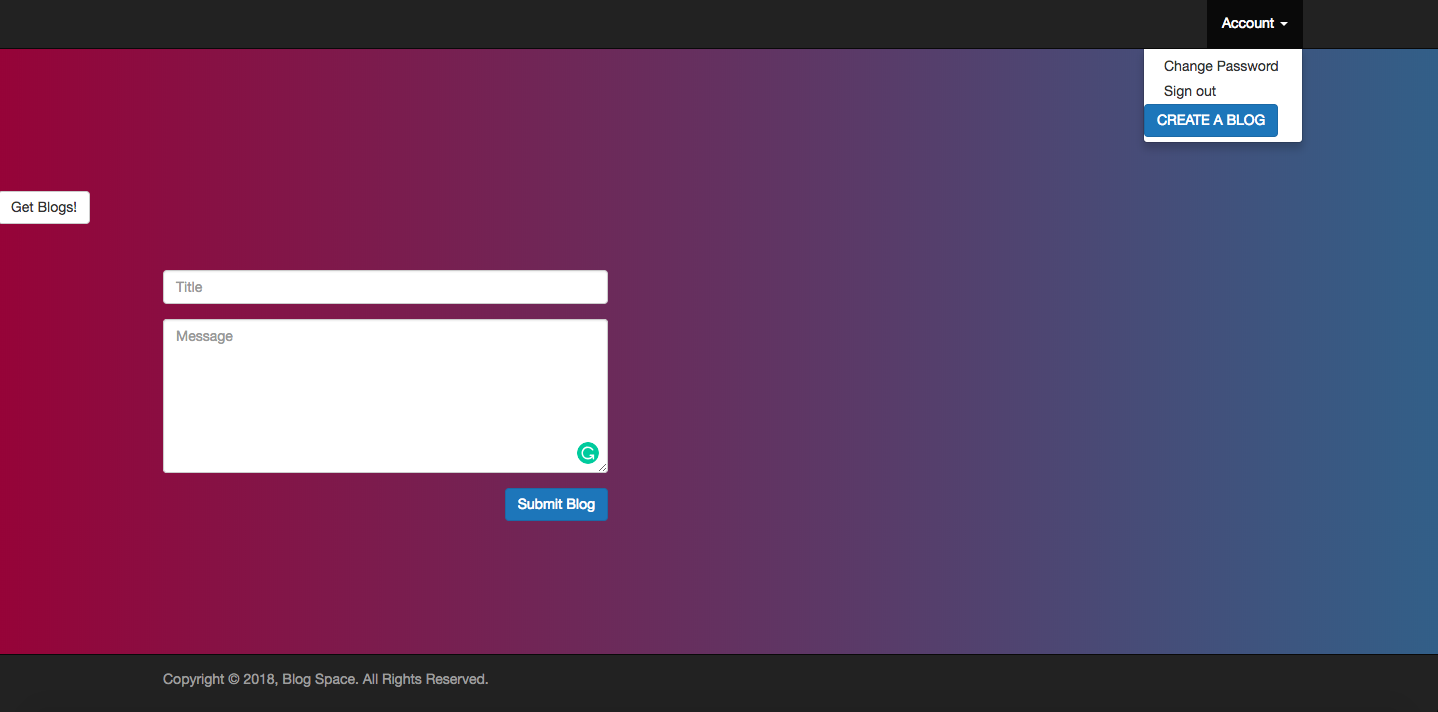 Account
Change Password
Sign out
CREATE A BLOG
Get Blogs!
Title
Message
Submit Blog
Copyright © 2018, Blog Space. All Rights Reserved.